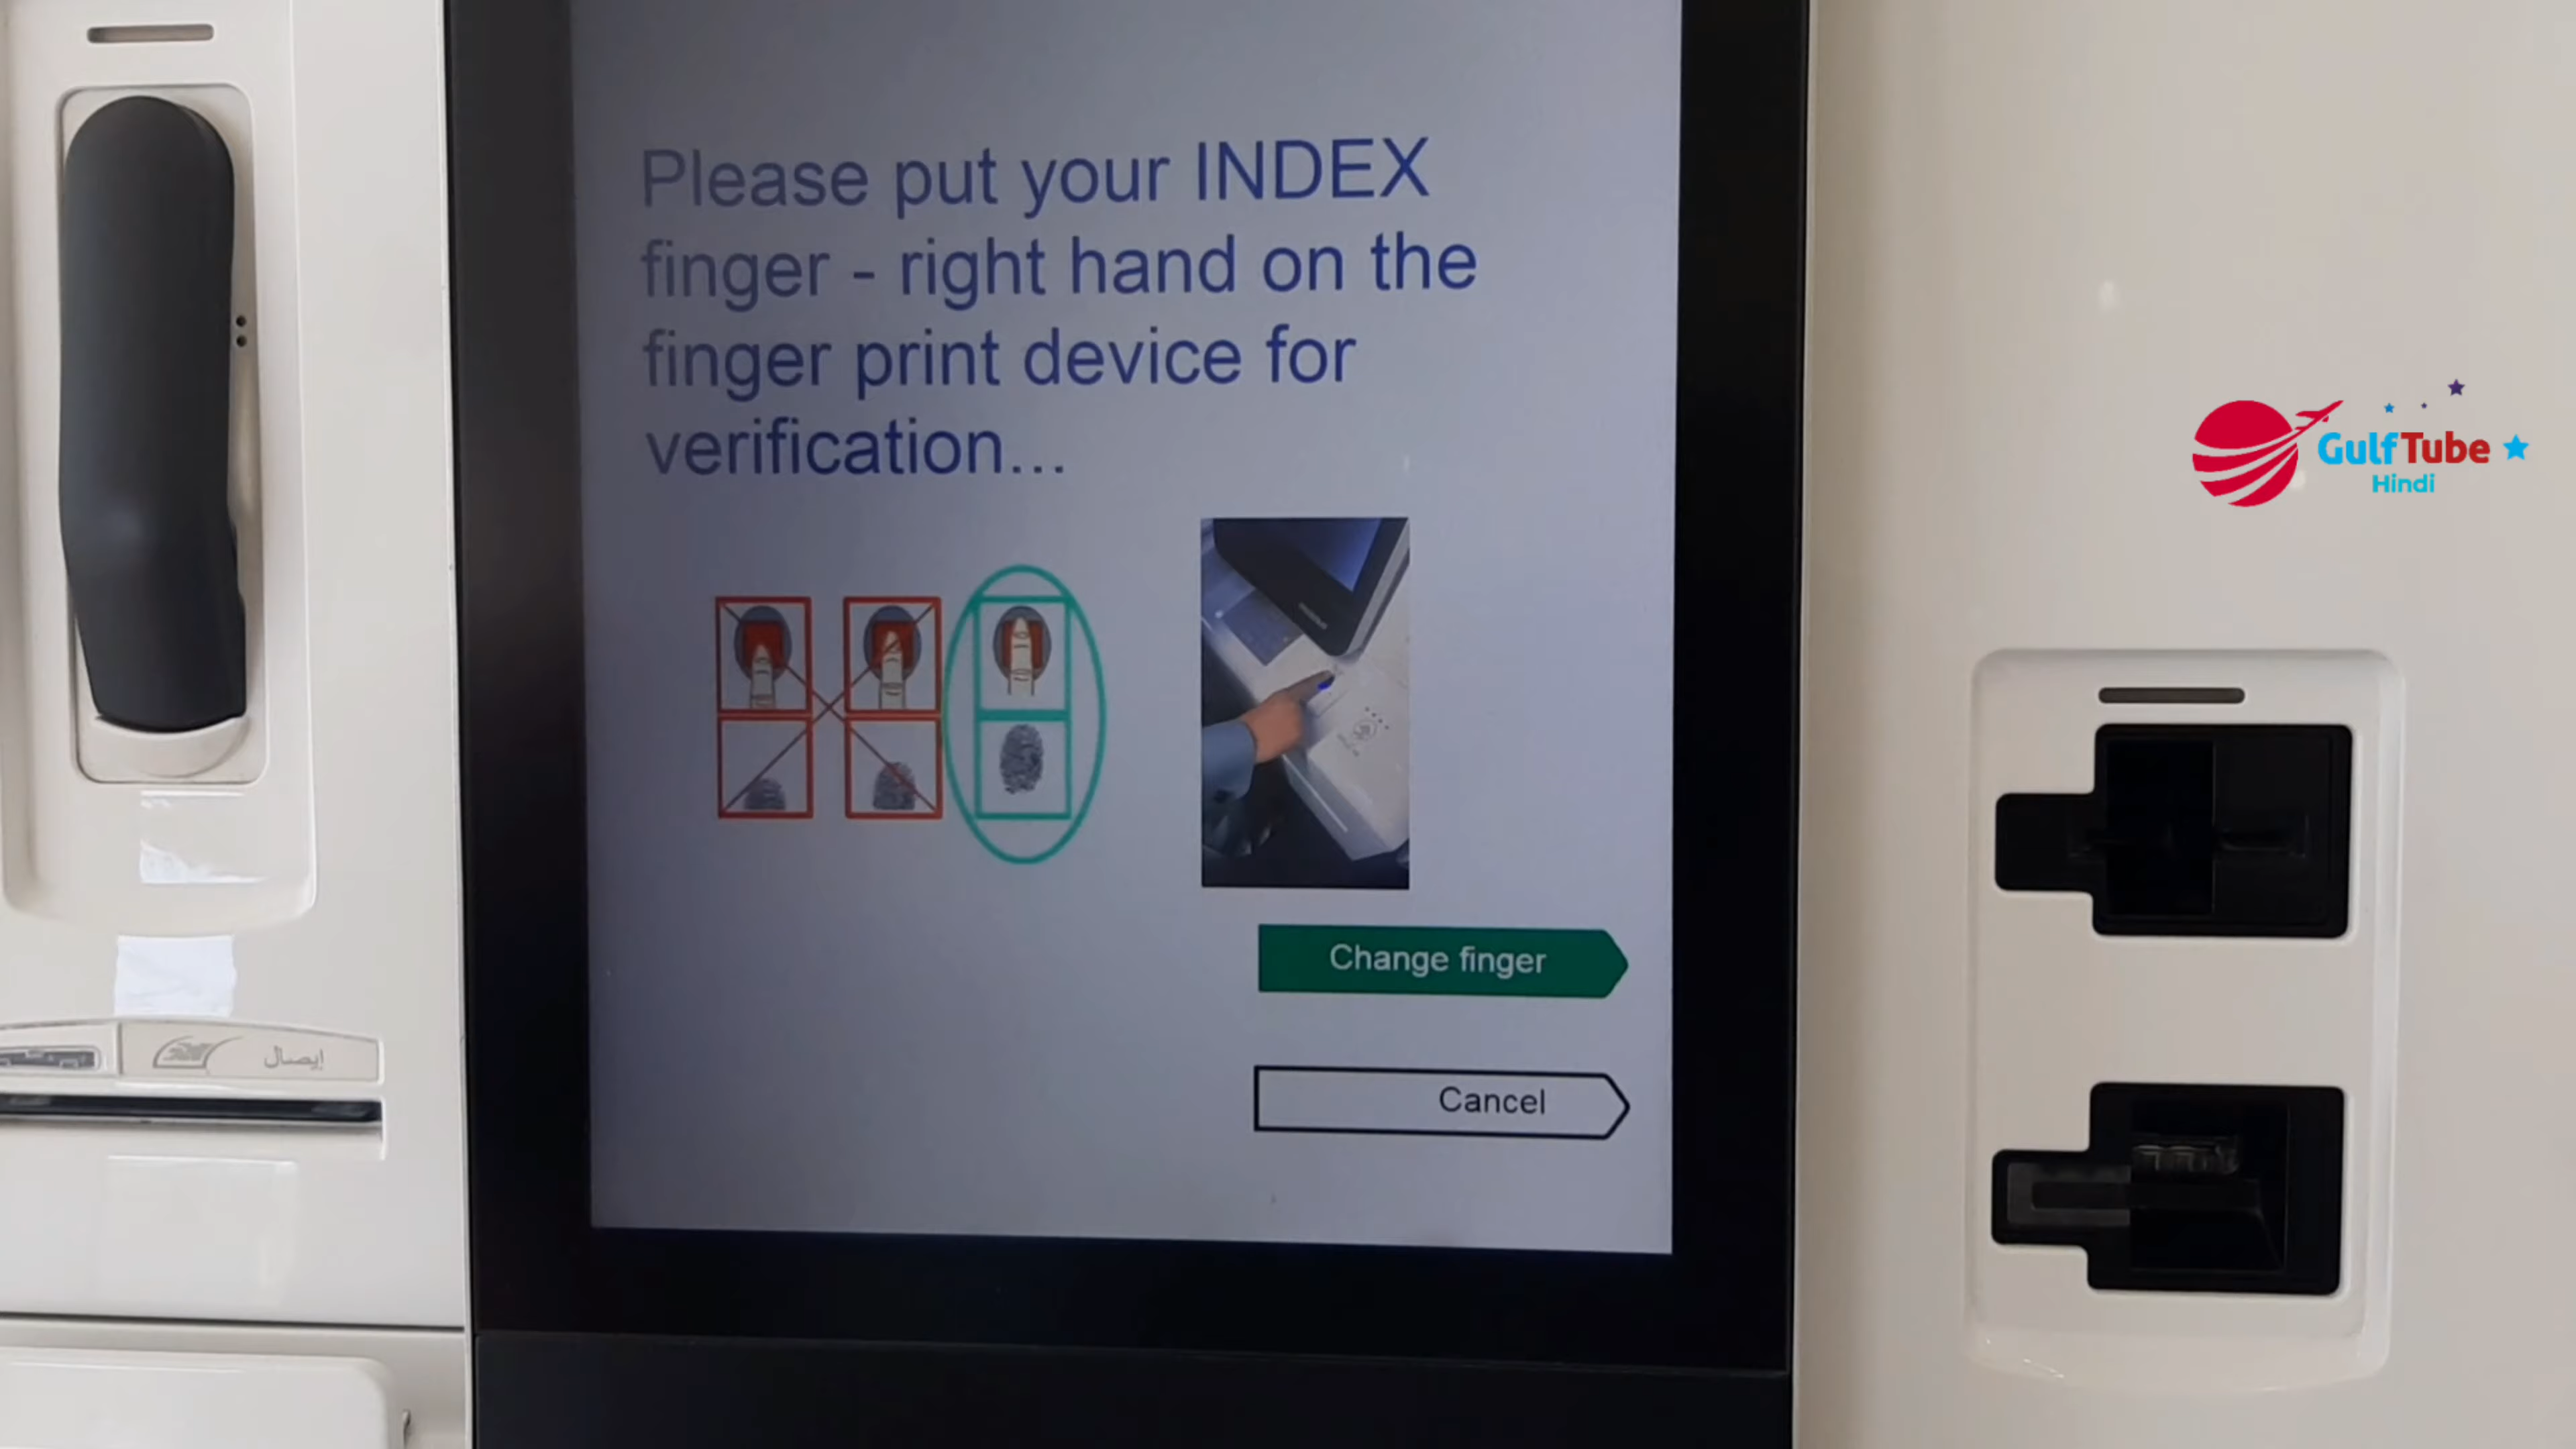 Please put your INDEX
finger - right hand on the
finger print device for
verification...
GulfTube
Hindi
Change finger
إيصال
Cancel